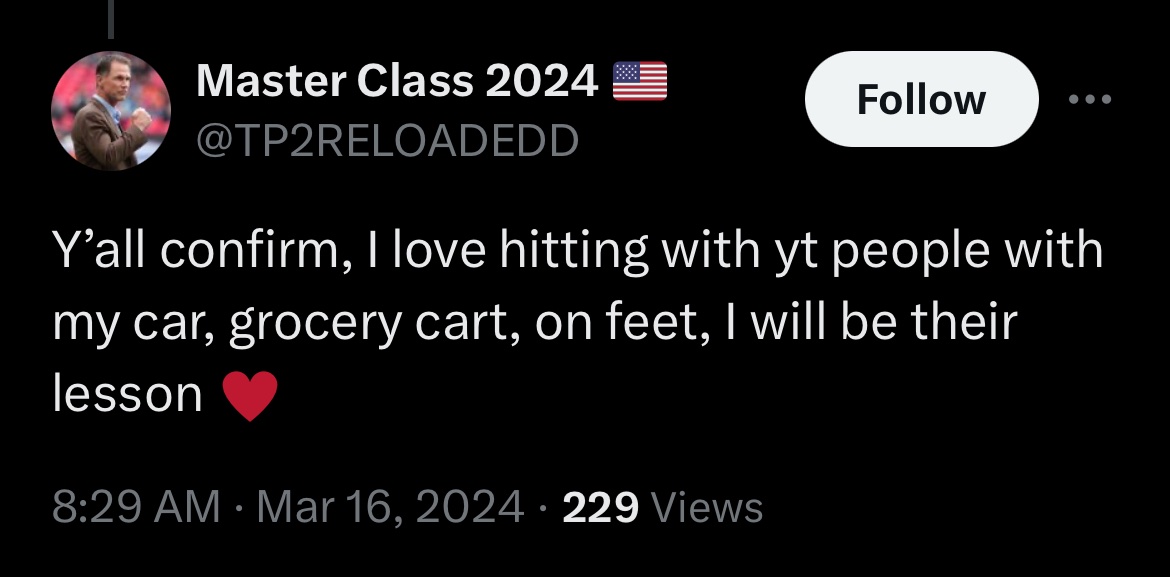 Master Class 2024 🇺🇸
Follow
@TP2RELOADEDD
Y’all confirm, I love hitting with yt people with
my car, grocery cart, on feet, I will be their
lesson ♥️
8:29 AM · Mar 16, 2024 · 229 Views